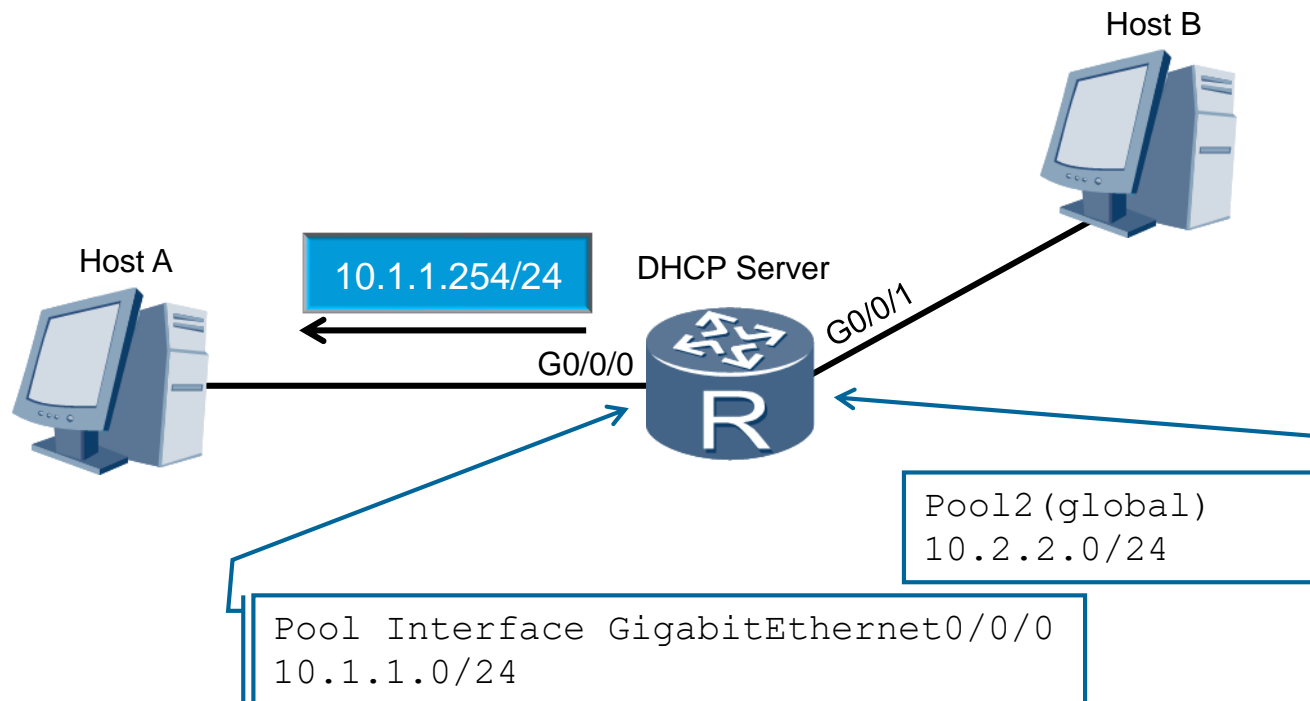 Host B
Host A
10.1.1.254/24
DHCP Server
G0/0/0
G0/0/1
R
Pool2(global)
10.2.2.0/24
Pool Interface GigabitEthernet0/0/0
10.1.1.0/24